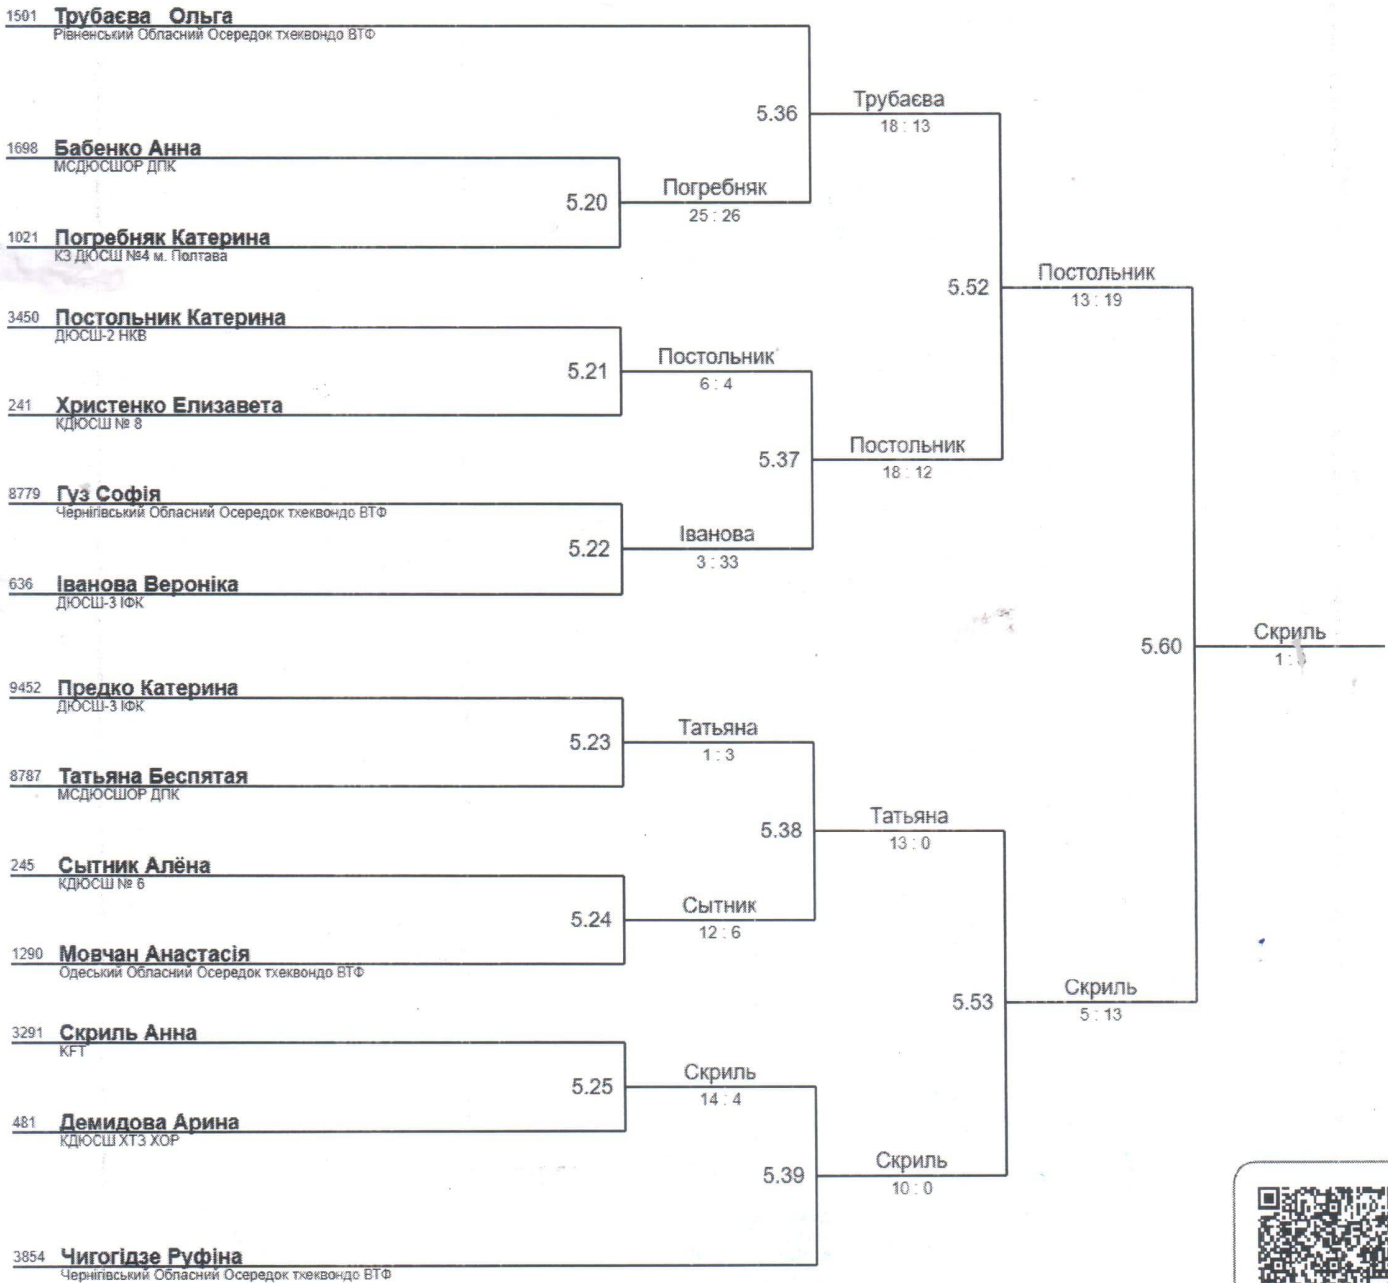 1501 Трубаєва Ольга
Рівненський Обласний Осередок тхеквондо ВТФ
5.36 Трубаєва
18 : 13
1698 Бабенко Анна
МСДЮСШОР ДПК
5.20 Погребняк
25 : 26
1021 Погребняк Катерина
КЗ ДЮСШ №4 м. Полтава
5.52 Постольник
13 : 19
3450 Постольник Катерина
ДЮСШ-2 НКВ
5.21 Постольник
6 : 4
241 Христенко Елизавета
КДЮСШ № 8
5.37 Постольник
18 : 12
8779 Гуз Софія
Чернігівський Обласний Осередок тхеквондо ВТФ
5.22 Іванова
3 : 33
636 Іванова Вероніка
ДЮСШ-3 ІФК
5.60 Скриль
1 :
9452 Предко Катерина
ДЮСШ-3 ІФК
5.23 Татьяна
1 : 3
8787 Татьяна Беспятая
МСДЮСШОР ДПК
5.38 Татьяна
13 : 0
245 Сытник Алёна
КДЮСШ № 6
5.24 Сытник
12 : 6
1290 Мовчан Анастасія
Одеський Обласний Осередок тхеквондо ВТФ
5.53 Скриль
5 : 13
3291 Скриль Анна
KFT
5.25 Скриль
14 : 4
481 Демидова Арина
КДЮСШ ХТЗ ХОР
5.39 Скриль
10 : 0
3854 Чигогідзе Руфіна
Чернігівський Обласний Осередок тхеквондо ВТФ